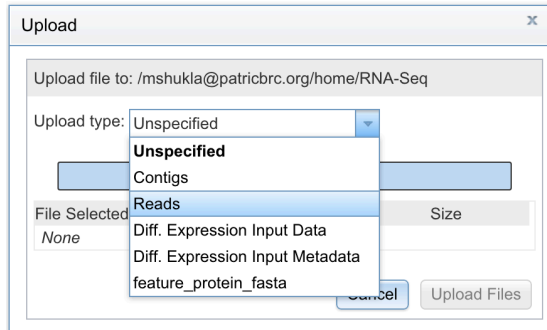 Upload x
Upload file to: /mshukla@patricbrc.org/home/RNA-Seq
Upload type: Unspecified
Unspecified
Contigs
Reads
Diff. Expression Input Data
Diff. Expression Input Metadata
feature_protein_fasta
File Selected Size
None
Cancel Upload Files